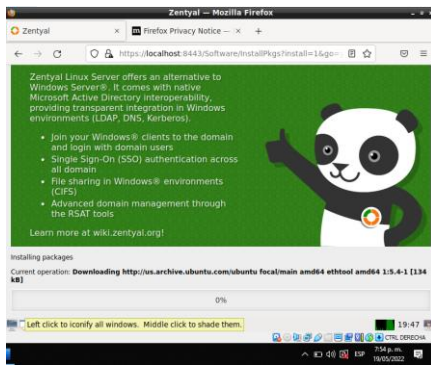 Zentyal — Mozilla Firefox
Zentyal × Firefox Privacy Notice — × +
https://localhost:8443/Software/InstallPkgs?install=1&go=
Zentyal Linux Server offers an alternative to
Windows Server®. It comes with native
Microsoft Active Directory interoperability,
providing transparent integration in Windows
environments (LDAP, DNS, Kerberos).
• Join your Windows® clients to the domain
and login with domain users
• Single Sign-On (SSO) authentication across
all domain
• File sharing in Windows® environments
(CIFS)
• Advanced domain management through
the RSAT tools
Learn more at wiki.zentyal.org!
Installing packages
Current operation: Downloading http://us.archive.ubuntu.com/ubuntu focal/main amd64 ethtool amd64 1:5.4-1 [134
kB]
0%
Left click to iconify all windows. Middle click to shade them.
19:47
CTRL DERECHA
ESP
7:54 p. m.
19/05/2022